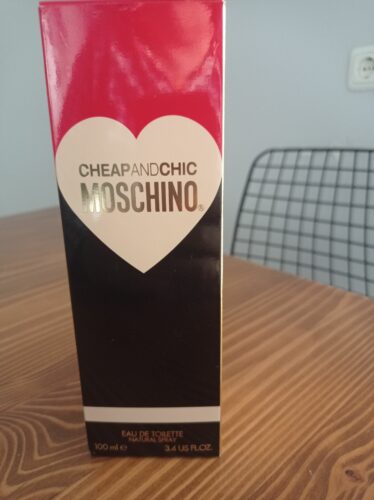 CHEAPANDCHIC
MOSCHINO®
EAU DE TOILETTE
NATURAL SPRAY
100 ml e 3.4 US FL.OZ.